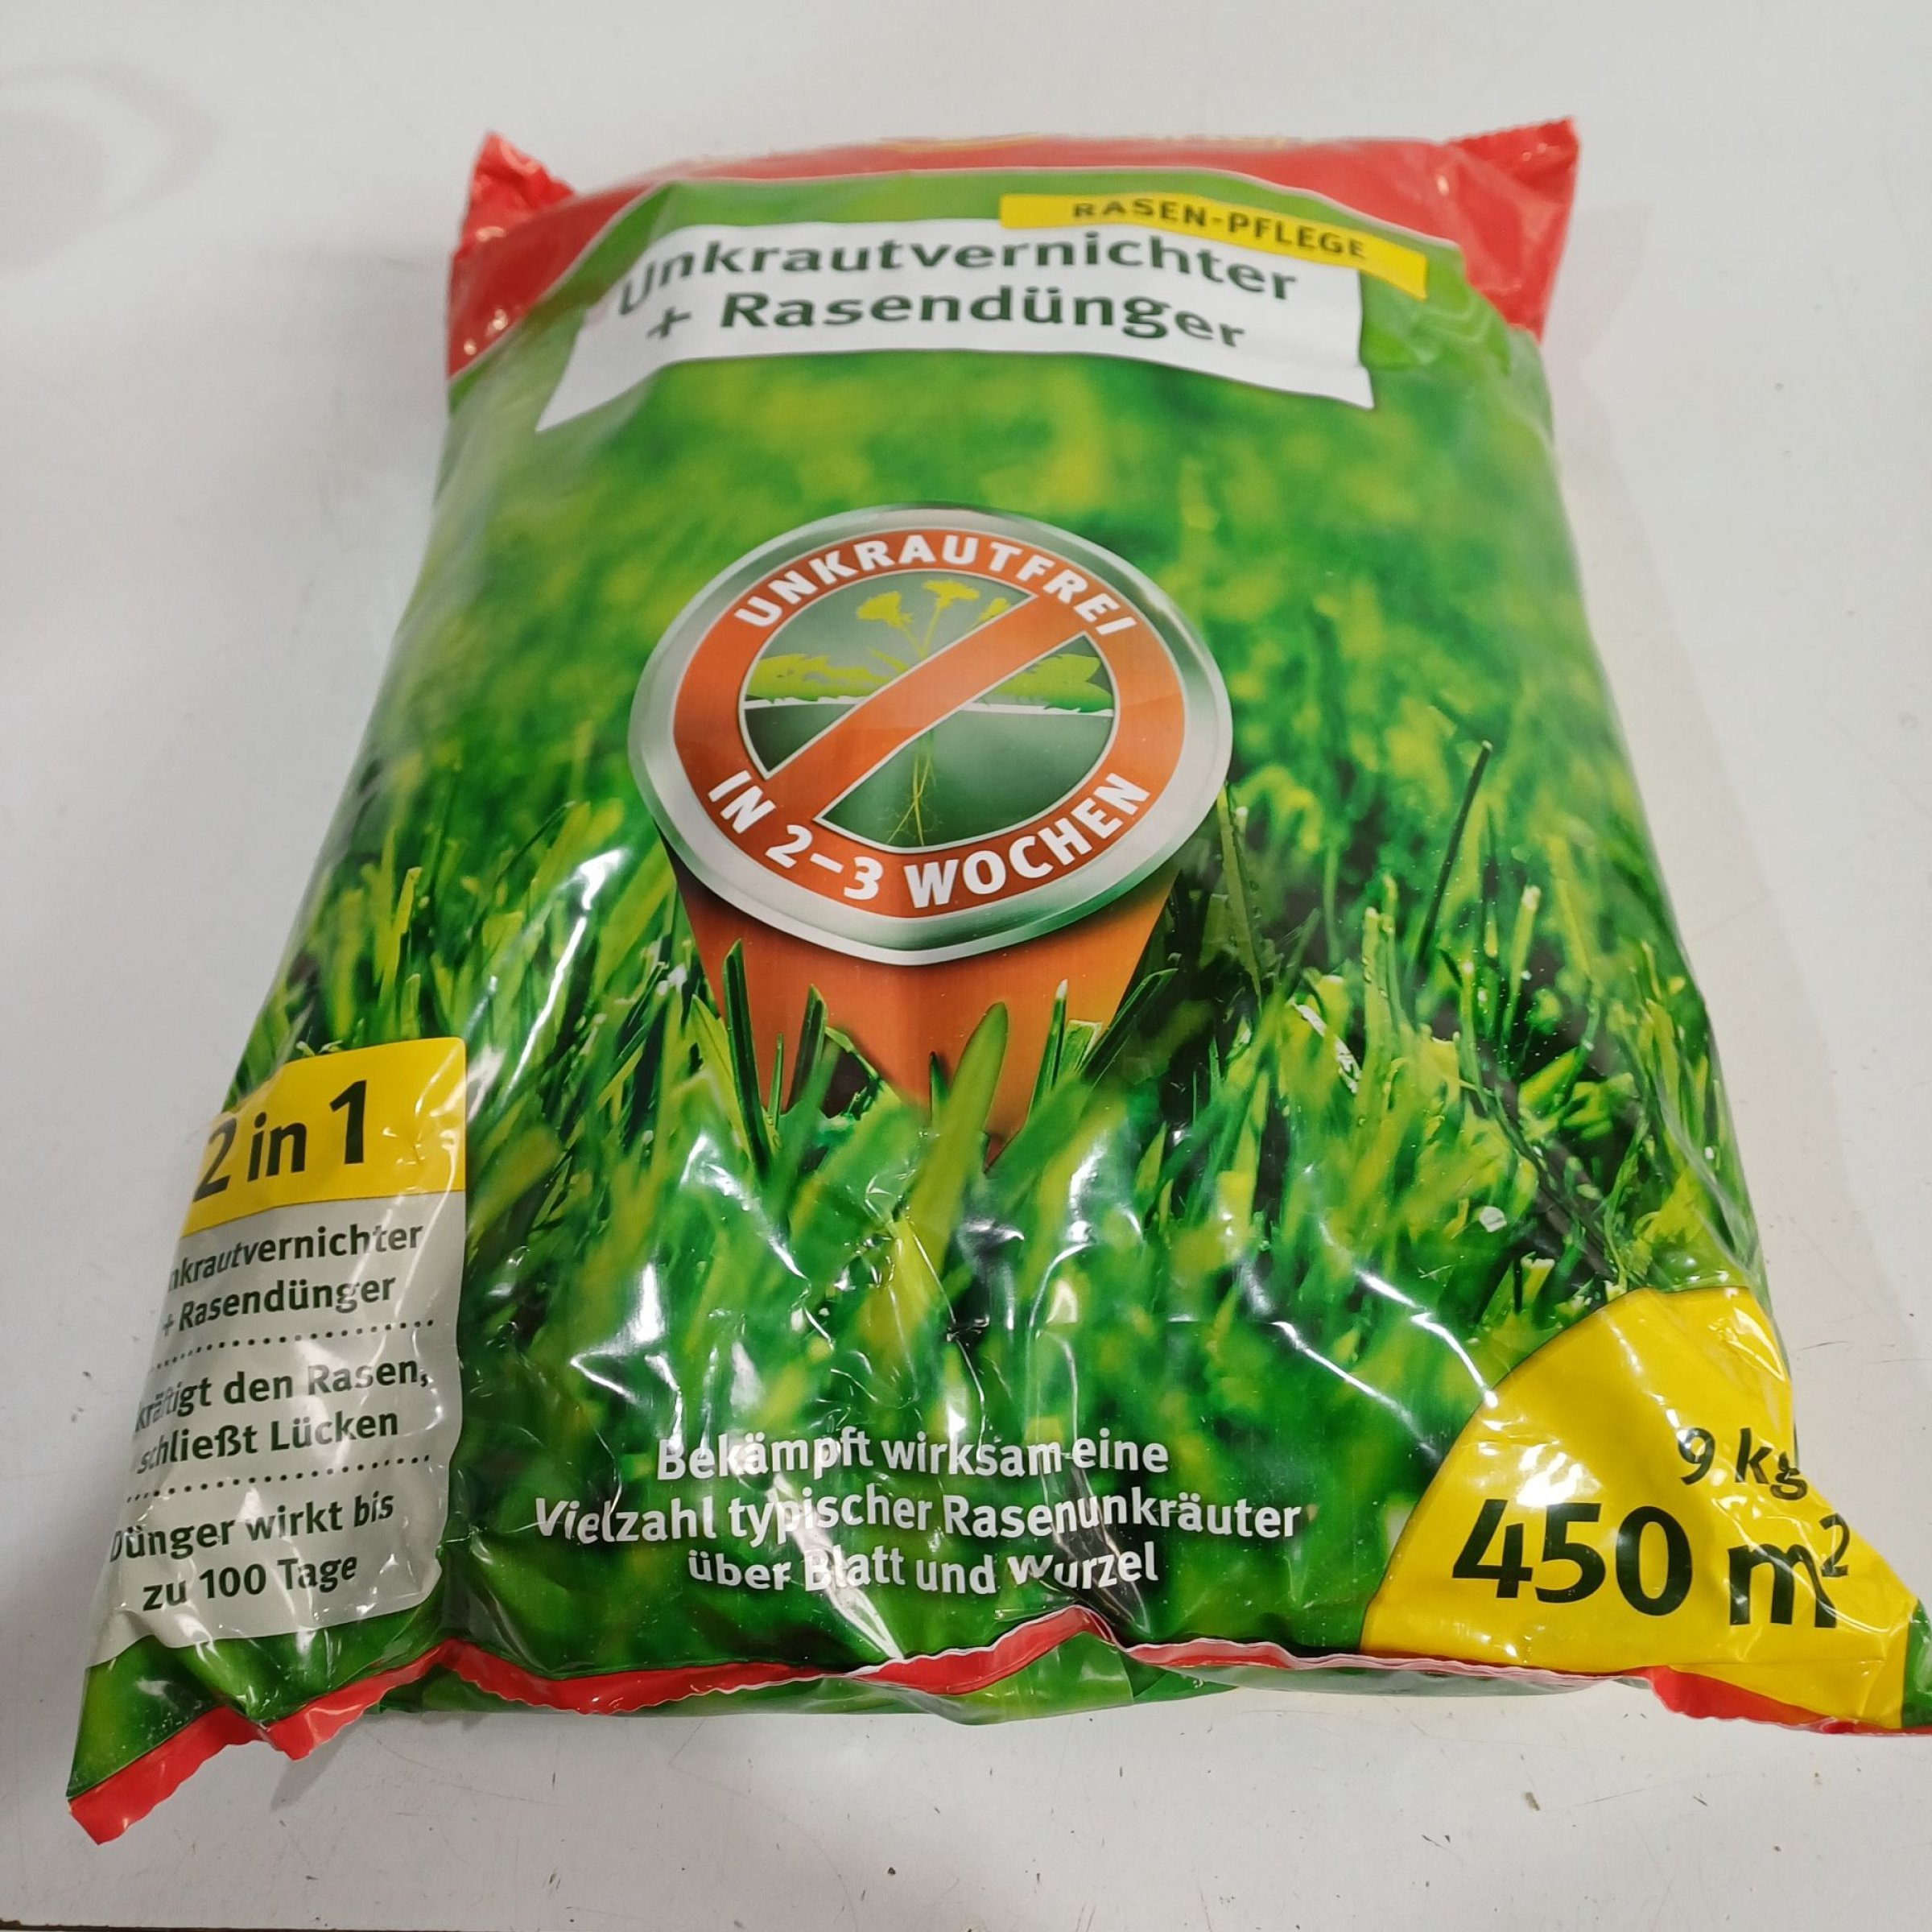 RASEN-PFLEGE
Unkrautvernichter
+ Rasendünger
UNKRAUTFREI
IN 2-3 WOCHEN
2 in 1
nkrautvernichter
+ Rasendünger
kräftigt den Rasen,
schließt Lücken
Dünger wirkt bis
zu 100 Tage
Bekämpft wirksam eine
Vielzahl typischer Rasenunkräuter
über Blatt und Wurzel
9 kg
450 m²